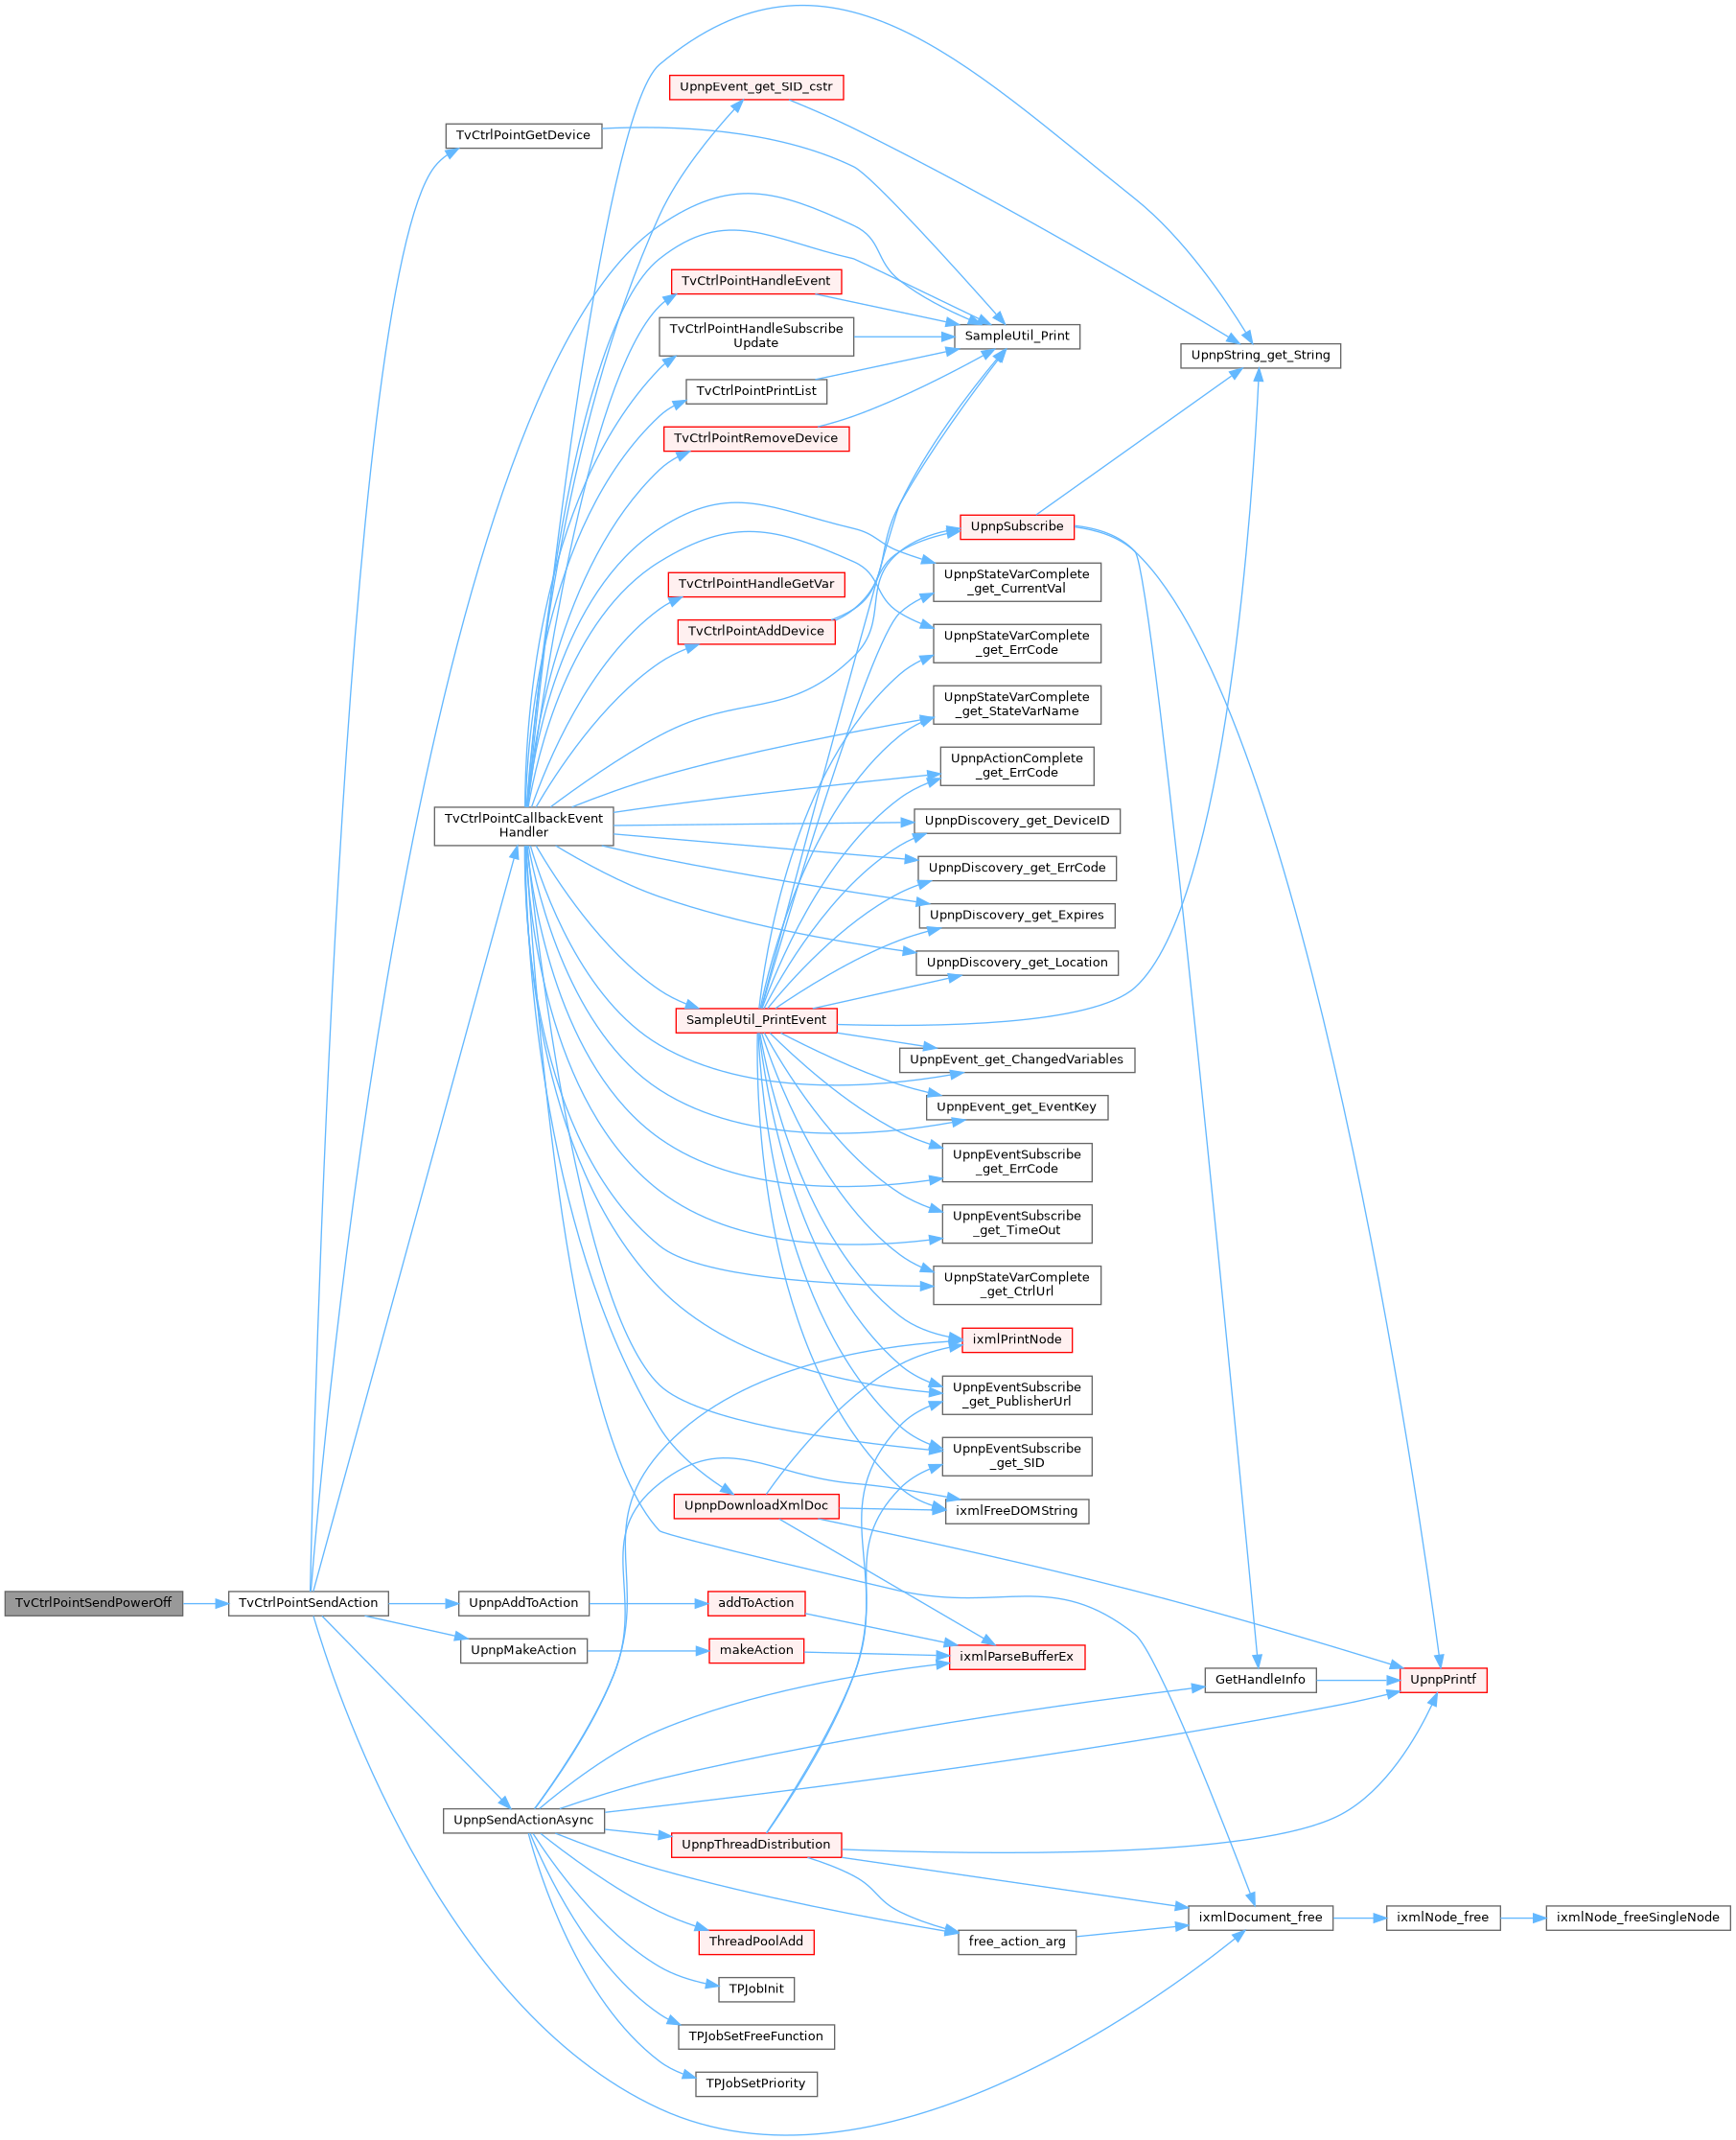 UpnpEvent_get_SID_cstr
TvCtrlPointGetDevice
TvCtrlPointHandleEvent
TvCtrlPointHandleSubscribe
Update
SampleUtil_Print
UpnpString_get_String
TvCtrlPointPrintList
TvCtrlPointRemoveDevice
UpnpSubscribe
TvCtrlPointHandleGetVar
UpnpStateVarComplete
_get_CurrentVal
TvCtrlPointAddDevice
UpnpStateVarComplete
_get_ErrCode
UpnpStateVarComplete
_get_StateVarName
UpnpActionComplete
_get_ErrCode
TvCtrlPointCallbackEvent
Handler
UpnpDiscovery_get_DeviceID
UpnpDiscovery_get_ErrCode
UpnpDiscovery_get_Expires
UpnpDiscovery_get_Location
SampleUtil_PrintEvent
UpnpEvent_get_ChangedVariables
UpnpEvent_get_EventKey
UpnpEventSubscribe
_get_ErrCode
UpnpEventSubscribe
_get_TimeOut
UpnpStateVarComplete
_get_CtrlUrl
ixmlPrintNode
UpnpEventSubscribe
_get_PublisherUrl
UpnpEventSubscribe
_get_SID
UpnpDownloadXmlDoc
ixmlFreeDOMString
TvCtrlPointSendPowerOff
TvCtrlPointSendAction
UpnpAddToAction
addToAction
UpnpMakeAction
makeAction
ixmlParseBufferEx
GetHandleInfo
UpnpPrintf
UpnpSendActionAsync
UpnpThreadDistribution
ixmlDocument_free
ixmlNode_free
ixmlNode_freeSingleNode
ThreadPoolAdd
free_action_arg
TPJobInit
TPJobSetFreeFunction
TPJobSetPriority